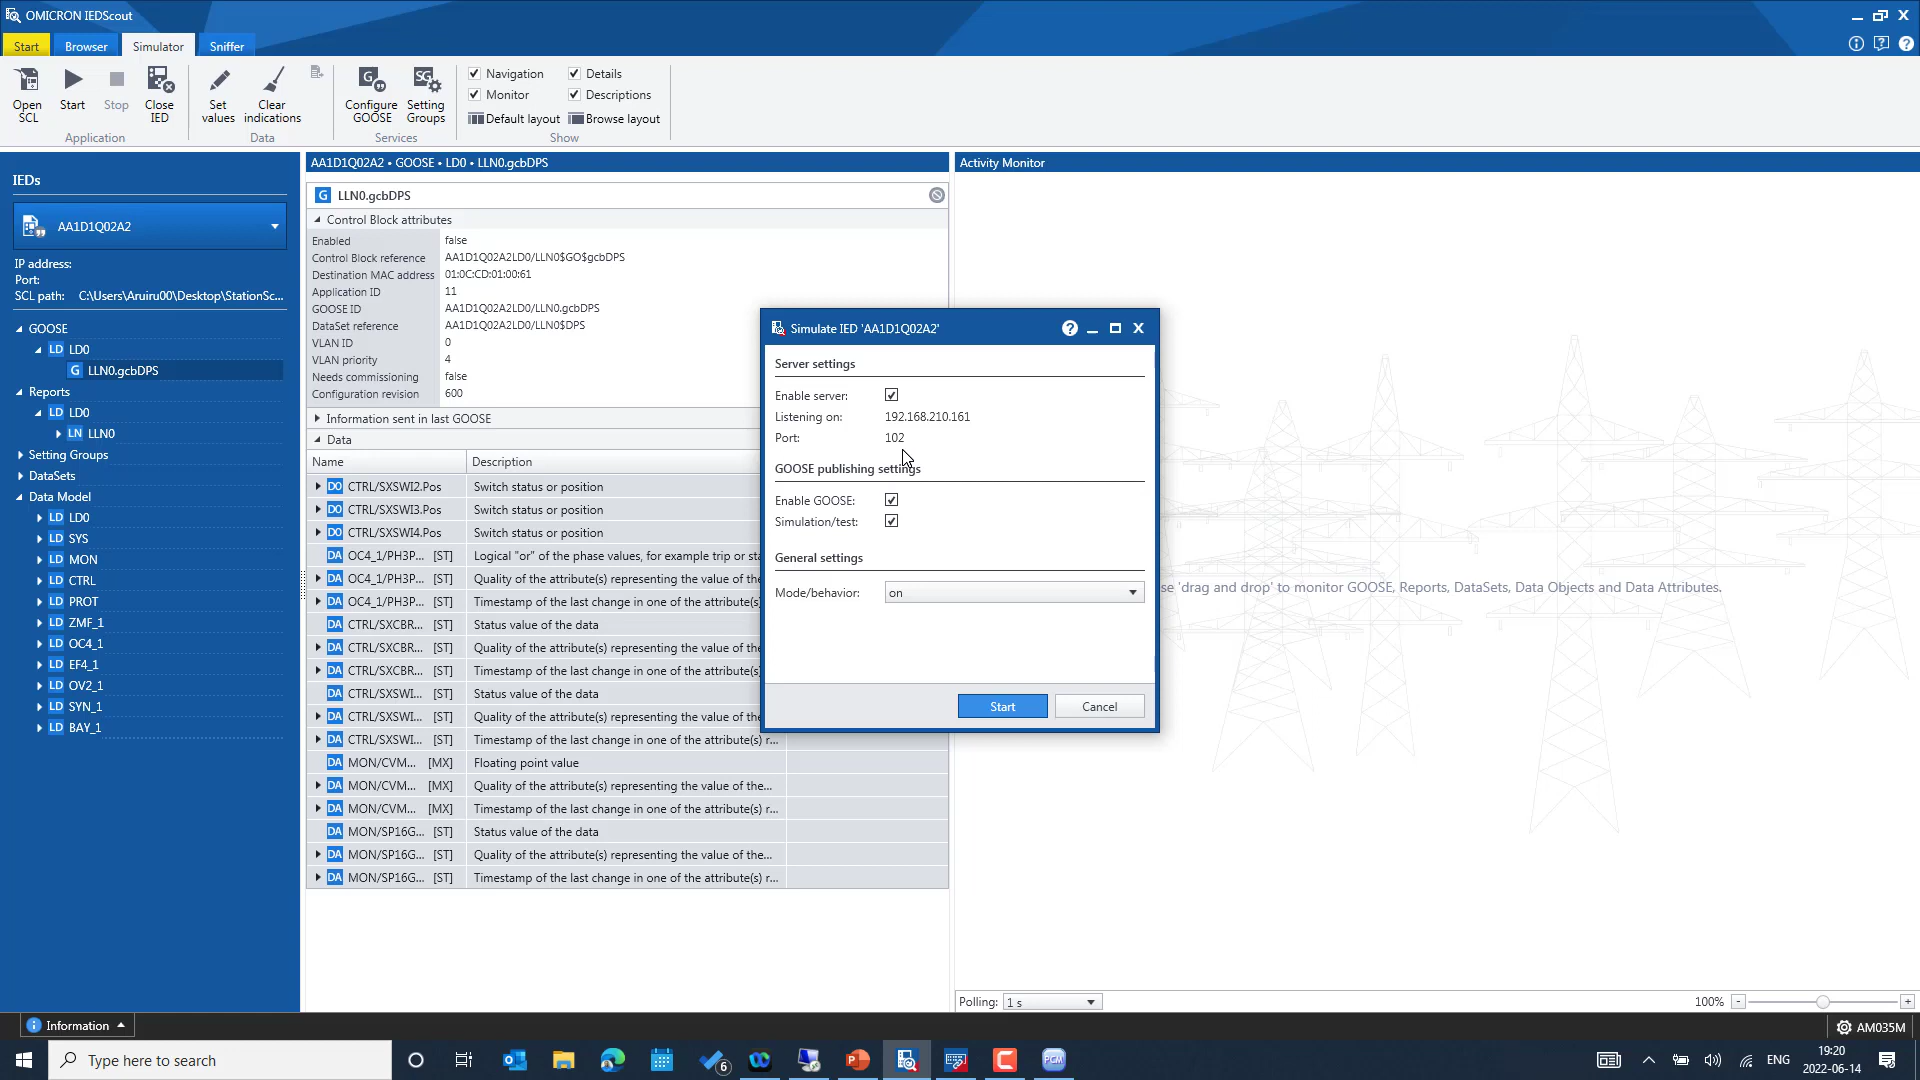 OMICRON IEDScout
Start
Browser
Simulator
Sniffer
Open SCL
Start
Stop
Close IED
Set values
Clear indications
Configure GOOSE
Setting Groups
Navigation
Details
Monitor
Descriptions
Default layout
Browse layout
Application
Data
Services
Show
IEDs
AA1D1Q02A2
IP address:
Port:
SCL path: C:\Users\Aruiru00\Desktop\StationSc...
GOOSE
LD LD0
G LLN0.gcbDPS
Reports
LD LD0
LN LLN0
Setting Groups
DataSets
Data Model
LD LD0
LD SYS
LD MON
LD CTRL
LD PROT
LD ZMF_1
LD OC4_1
LD EF4_1
LD OV2_1
LD SYN_1
LD BAY_1
AA1D1Q02A2 • GOOSE • LD0 • LLN0.gcbDPS
G LLN0.gcbDPS
Control Block attributes
Enabled false
Control Block reference AA1D1Q02A2LD0/LLN0$GO$gcbDPS
Destination MAC address 01:0C:CD:01:00:61
Application ID 11
GOOSE ID AA1D1Q02A2LD0/LLN0.gcbDPS
DataSet reference AA1D1Q02A2LD0/LLN0$DPS
VLAN ID 0
VLAN priority 4
Needs commissioning false
Configuration revision 600
Information sent in last GOOSE
Data
Name Description
DO CTRL/SXSWI2.Pos Switch status or position
DO CTRL/SXSWI3.Pos Switch status or position
DO CTRL/SXSWI4.Pos Switch status or position
DA OC4_1/PH3P... [ST] Logical "or" of the phase values, for example trip or sta
DA OC4_1/PH3P... [ST] Quality of the attribute(s) representing the value of the
DA OC4_1/PH3P... [ST] Timestamp of the last change in one of the attribute(s)
DA CTRL/SXCBR... [ST] Status value of the data
DA CTRL/SXCBR... [ST] Quality of the attribute(s) representing the value of the
DA CTRL/SXCBR... [ST] Timestamp of the last change in one of the attribute(s)
DA CTRL/SXSWI... [ST] Status value of the data
DA CTRL/SXSWI... [ST] Quality of the attribute(s) representing the value of the
DA CTRL/SXSWI... [ST] Timestamp of the last change in one of the attribute(s) r...
DA MON/CVM... [MX] Floating point value
DA MON/CVM... [MX] Quality of the attribute(s) representing the value of the...
DA MON/CVM... [MX] Timestamp of the last change in one of the attribute(s) r...
DA MON/SP16G... [ST] Status value of the data
DA MON/SP16G... [ST] Quality of the attribute(s) representing the value of the...
DA MON/SP16G... [ST] Timestamp of the last change in one of the attribute(s) r...
Simulate IED 'AA1D1Q02A2'
Server settings
Enable server:
Listening on: 192.168.210.161
Port: 102
GOOSE publishing settings
Enable GOOSE:
Simulation/test:
General settings
Mode/behavior: on
Start
Cancel
Activity Monitor
se 'drag and drop' to monitor GOOSE, Reports, DataSets, Data Objects and Data Attributes.
Polling: 1 s
100%
Information
AM035M
Type here to search
6
PCM
ENG
19:20
2022-06-14